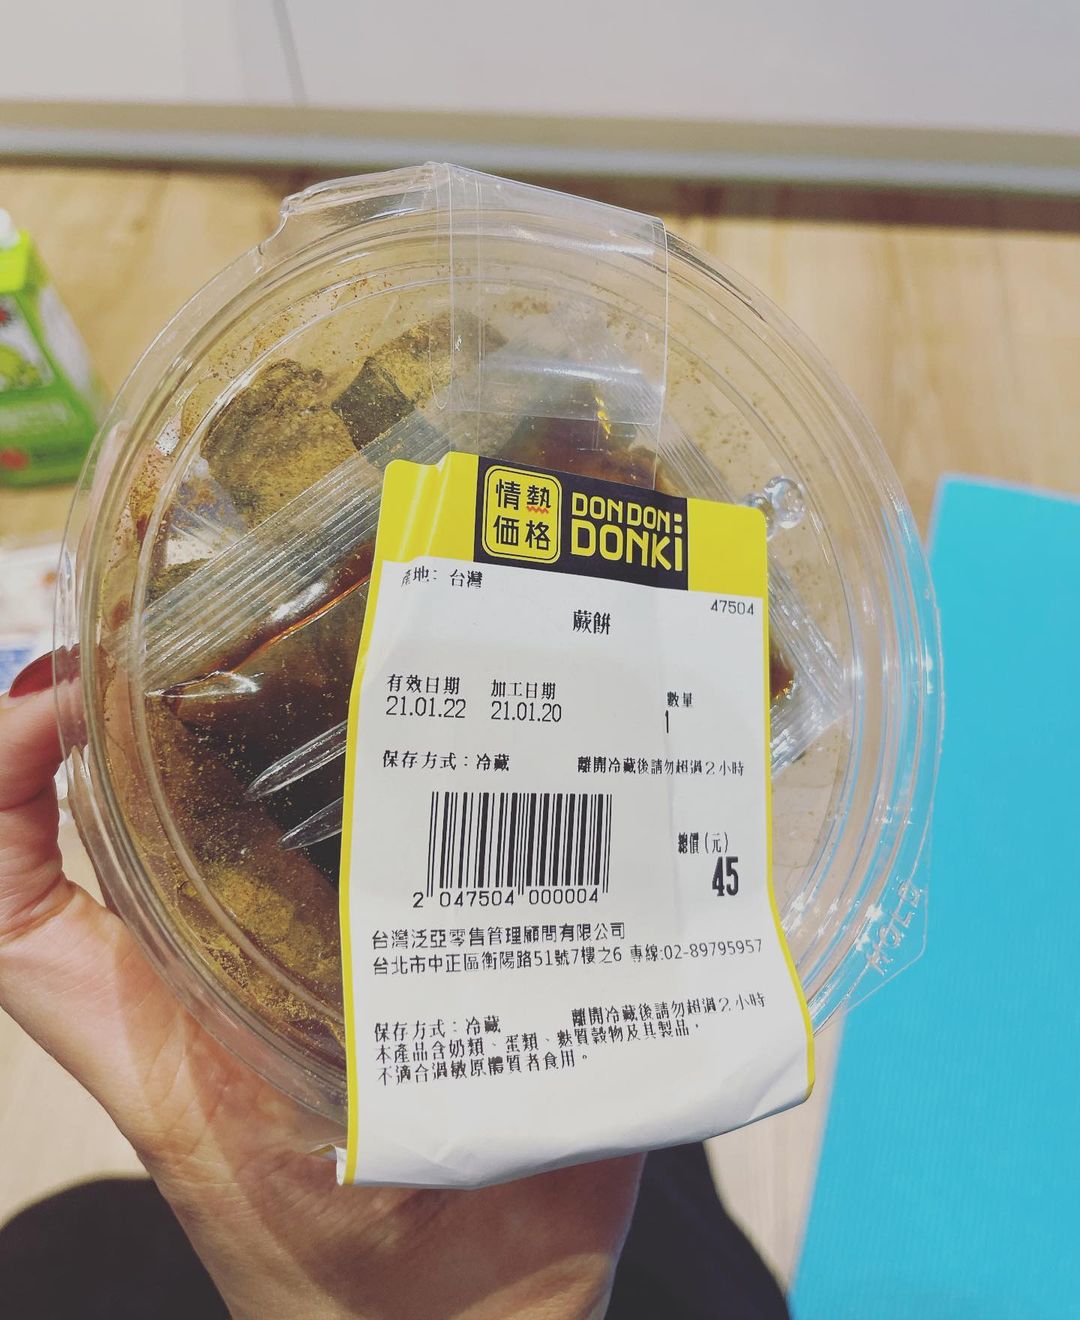 情熱
価格
DON DON
DONKi
產地: 台灣
47504
蕨餅
有效日期 加工日期 數量
21.01.22 21.01.20 1
保存方式：冷藏 離開冷藏後請勿超過２小時
總價(元)
45
2 047504 000004
台灣泛亞零售管理顧問有限公司
台北市中正區衡陽路51號7樓之6 專線:02-89795957
保存方式：冷藏 離開冷藏後請勿超過２小時
本產品含奶類、蛋類、麩質穀物及其製品，
不適合過敏原體質者食用。
HOLD